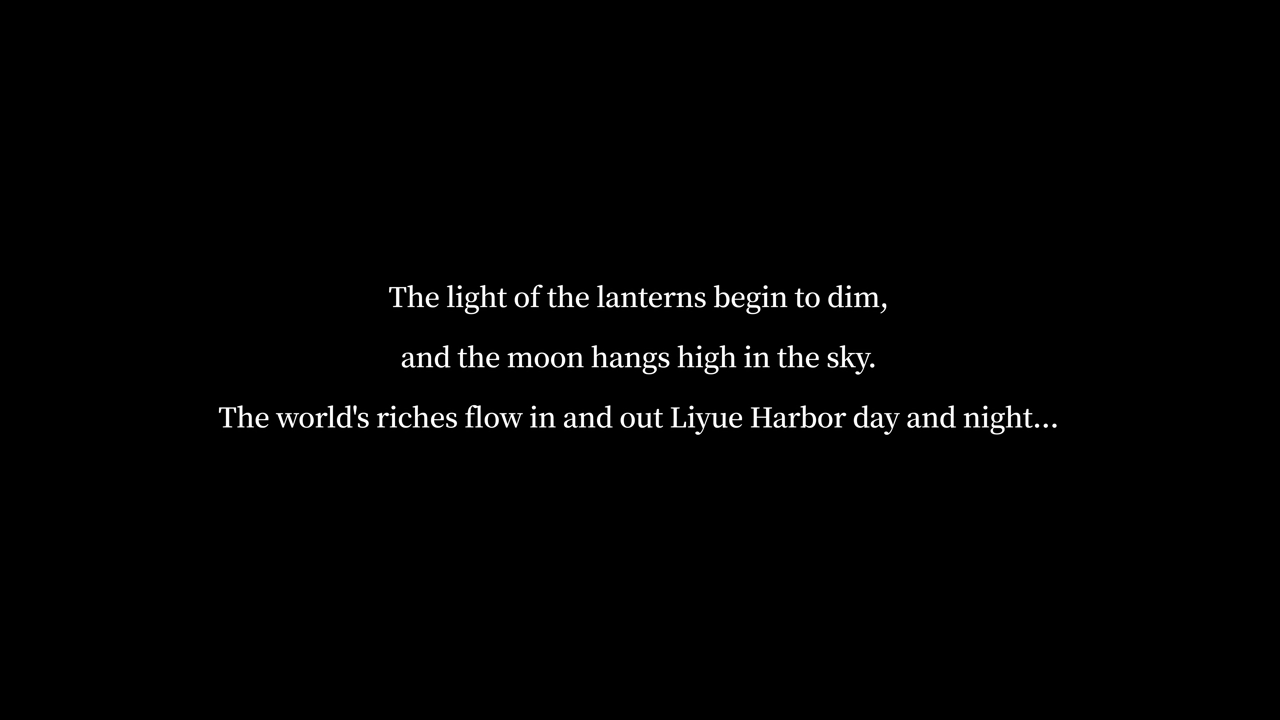 The light of the lanterns begin to dim,
and the moon hangs high in the sky.
The world's riches flow in and out Liyue Harbor day and night...